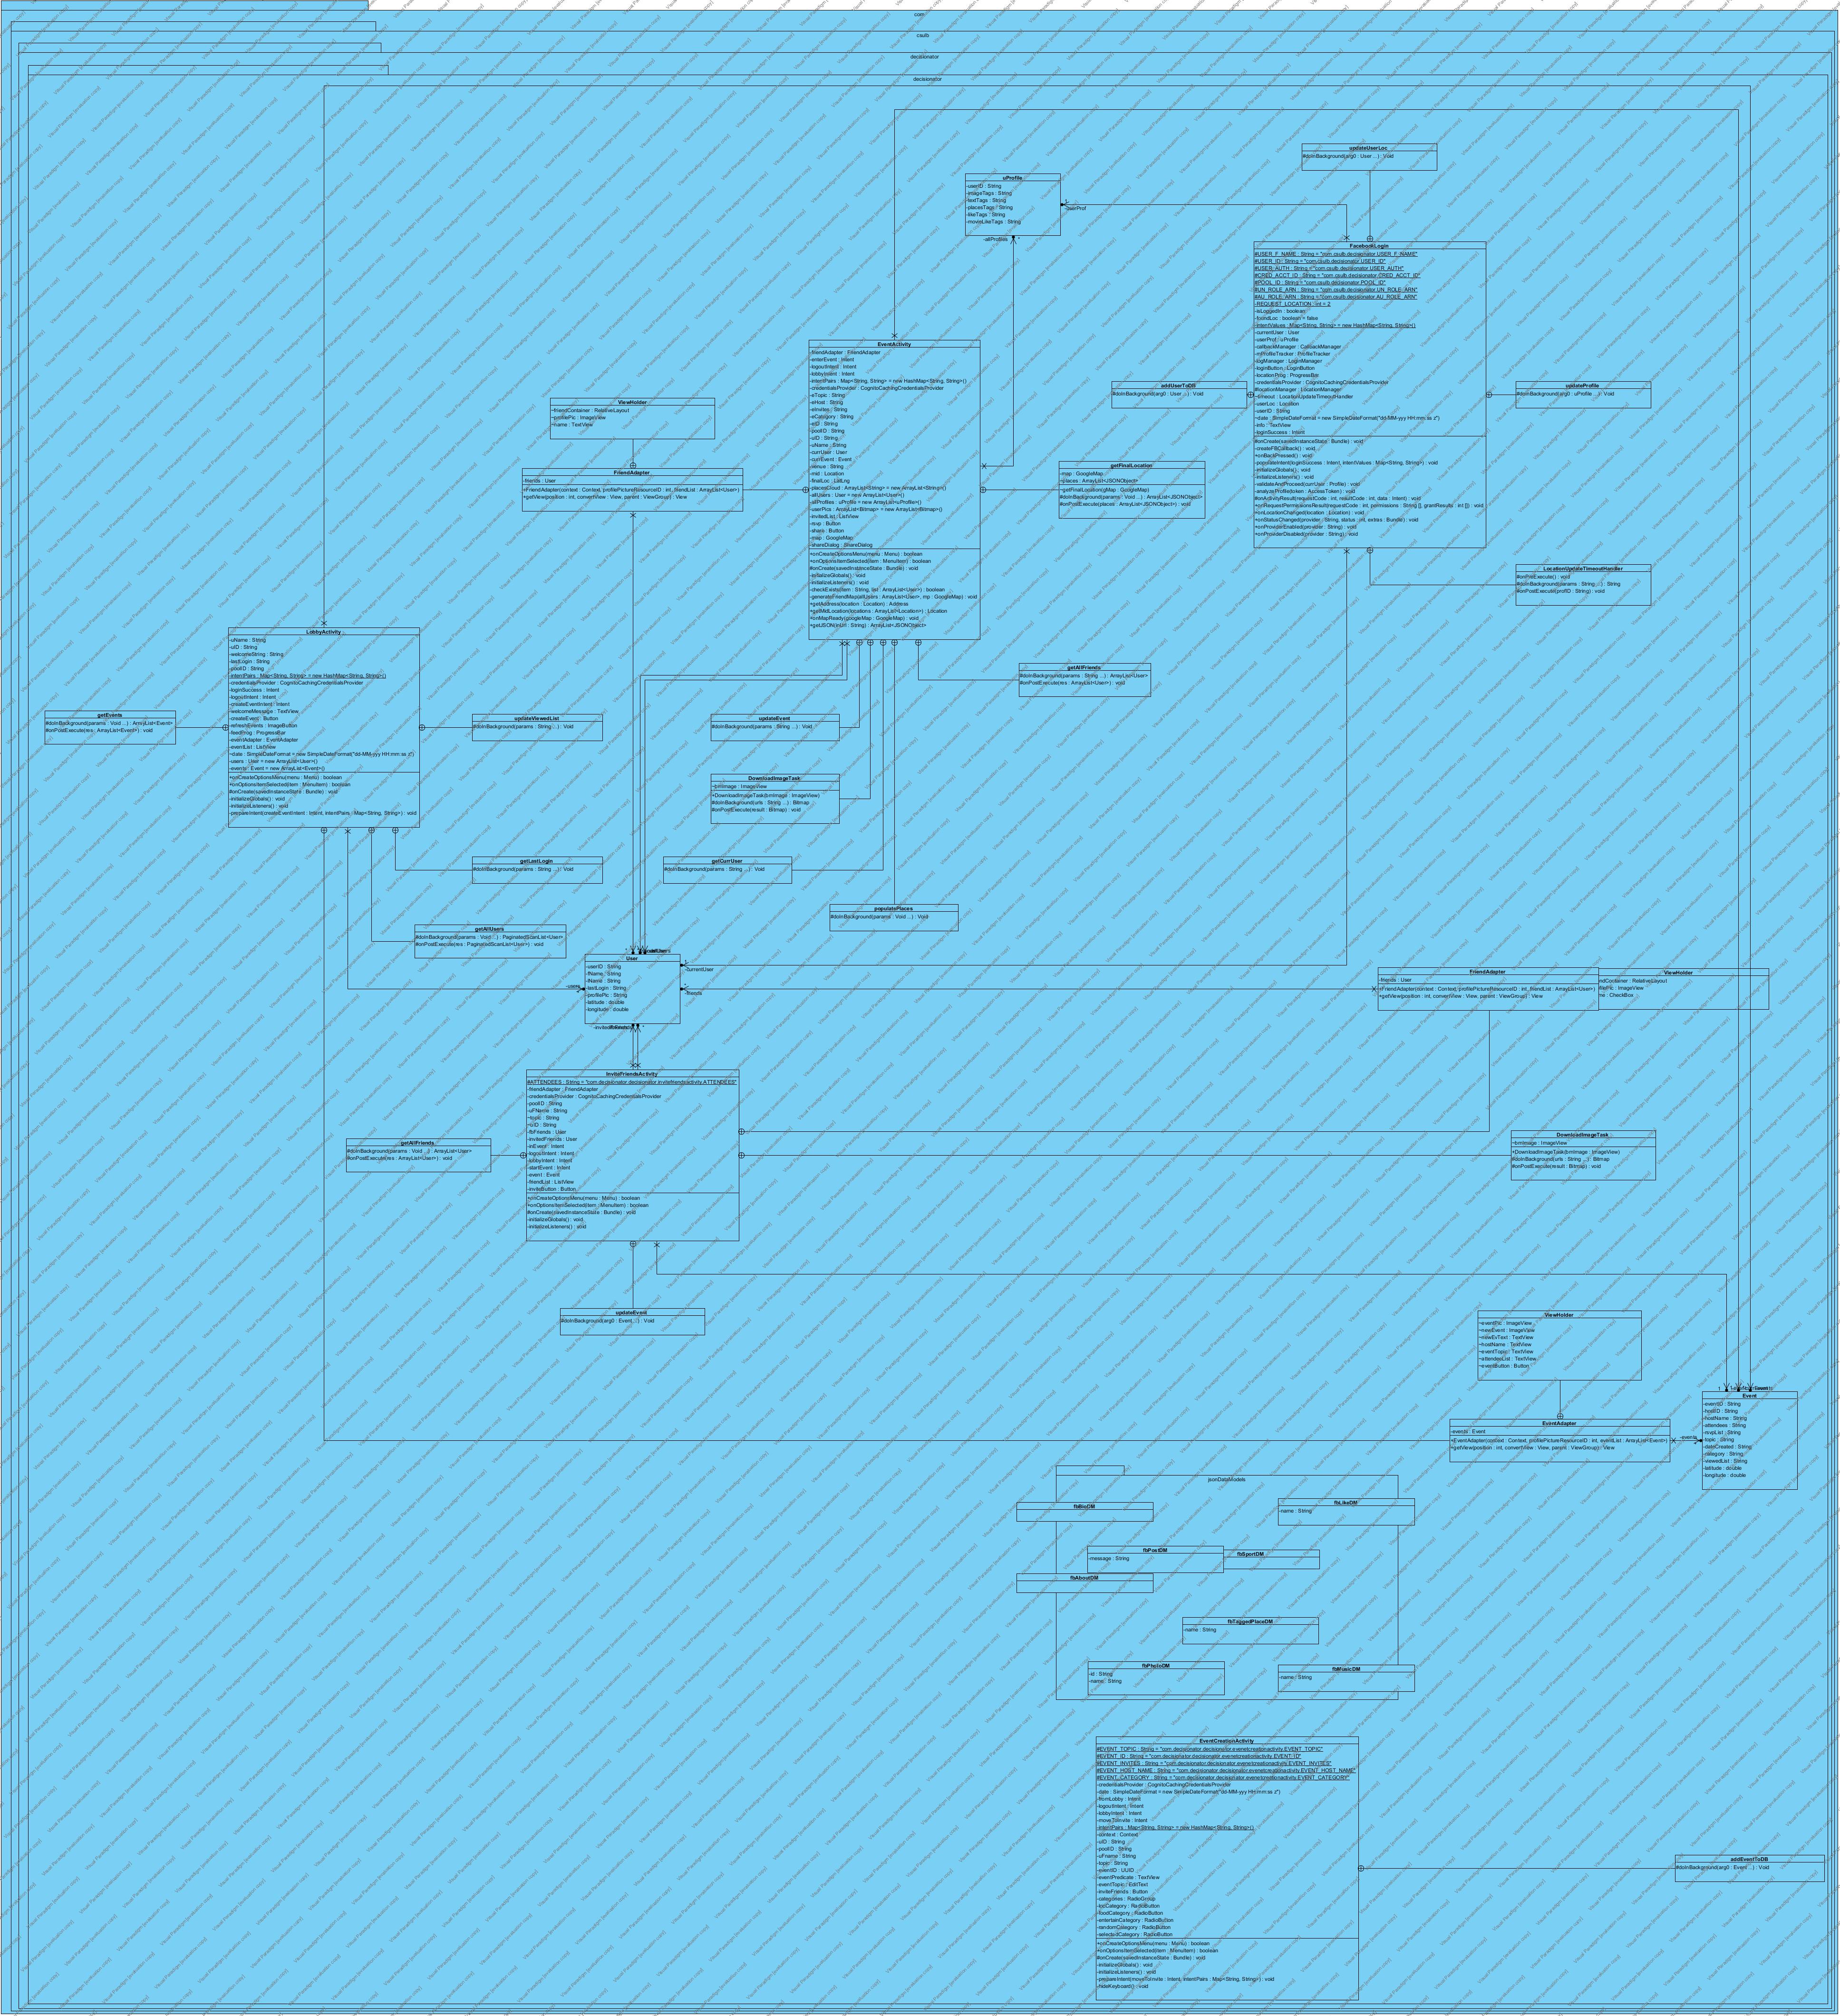 com
csulb
decisionator
decisionator
updateUserLoc
#doInBackground(arg0 : User ...) : Void
uProfile
-userID : String
-imageTags : String
-textTags : String
-placesTags : String
-likeTags : String
-movieLikeTags : String
-userProf
-allProfiles
FacebookLogin
#USER_F_NAME : String = "com.csulb.decisionator.USER_F_NAME"
#USER_ID : String = "com.csulb.decisionator.USER_ID"
#USER_AUTH : String = "com.csulb.decisionator.USER_AUTH"
#CRED_ACCT_ID : String = "com.csulb.decisionator.CRED_ACCT_ID"
#POOL_ID : String = "com.csulb.decisionator.POOL_ID"
#UN_ROLE_ARN : String = "com.csulb.decisionator.UN_ROLE_ARN"
#AU_ROLE_ARN : String = "com.csulb.decisionator.AU_ROLE_ARN"
-REQUEST_LOCATION : int = 2
-isLoggedIn : boolean
-foundLoc : boolean = false
-intentValues : Map<String, String> = new HashMap<String, String>()
-currentUser : User
-userProf : uProfile
-callbackManager : CallbackManager
-mProfileTracker : ProfileTracker
-logManager : LoginManager
-loginButton : LoginButton
-locationProg : ProgressBar
-credentialsProvider : CognitoCachingCredentialsProvider
#locationManager : LocationManager
-timeout : LocationUpdateTimeoutHandler
-userLoc : Location
-userID : String
~date : SimpleDateFormat = new SimpleDateFormat("dd-MM-yyy HH:mm:ss z")
-info : TextView
-loginSuccess : Intent
#onCreate(savedInstanceState : Bundle) : void
-createFBCallback() : void
+onBackPressed() : void
-populateIntent(loginSuccess : Intent, intentValues : Map<String, String>) : void
-initializeGlobals() : void
-initializeListeners() : void
-validateAndProceed(currUser : Profile) : void
-analyzeProfile(token : AccessToken) : void
#onActivityResult(requestCode : int, resultCode : int, data : Intent) : void
+onRequestPermissionsResult(requestCode : int, permissions : String [], grantResults : int []) : void
+onLocationChanged(location : Location) : void
+onStatusChanged(provider : String, status : int, extras : Bundle) : void
+onProviderEnabled(provider : String) : void
+onProviderDisabled(provider : String) : void
addUserToDB
#doInBackground(arg0 : User ...) : Void
updateProfile
#doInBackground(arg0 : uProfile ...) : Void
LocationUpdateTimeoutHandler
#onPreExecute() : void
#doInBackground(params : String ...) : String
#onPostExecute(profID : String) : void
EventActivity
-friendAdapter : FriendAdapter
-enterEvent : Intent
-logoutIntent : Intent
-lobbyIntent : Intent
-intentPairs : Map<String, String> = new HashMap<String, String>()
-credentialsProvider : CognitoCachingCredentialsProvider
-eTopic : String
-eHost : String
-eInvites : String
-eCategory : String
-eID : String
-poolID : String
-uID : String
-uName : String
-currUser : User
-currEvent : Event
-venue : String
-mid : Location
-finalLoc : LatLng
-placesCloud : ArrayList<String> = new ArrayList<String>()
-allUsers : User = new ArrayList<User>()
-allProfiles : uProfile = new ArrayList<uProfile>()
-userPics : ArrayList<Bitmap> = new ArrayList<Bitmap>()
-invitedList : ListView
-rsvp : Button
-share : Button
-map : GoogleMap
-shareDialog : ShareDialog
+onCreateOptionsMenu(menu : Menu) : boolean
+onOptionsItemSelected(item : MenuItem) : boolean
#onCreate(savedInstanceState : Bundle) : void
-initializeGlobals() : void
-initializeListeners() : void
-checkExists(item : String, list : ArrayList<User>) : boolean
-generateFriendMap(allUsers : ArrayList<User>, mp : GoogleMap) : void
+getAddress(location : Location) : Address
+getMidLocation(locations : ArrayList<Location>) : Location
+onMapReady(googleMap : GoogleMap) : void
+getJSON(inUrl : String) : ArrayList<JSONObject>
ViewHolder
~friendContainer : RelativeLayout
~profilePic : ImageView
~name : TextView
FriendAdapter
-friends : User
+FriendAdapter(context : Context, profilePictureResourceID : int, friendList : ArrayList<User>)
+getView(position : int, convertView : View, parent : ViewGroup) : View
getFinalLocation
-map : GoogleMap
~places : ArrayList<JSONObject>
+getFinalLocation(gMap : GoogleMap)
#doInBackground(params : Void ...) : ArrayList<JSONObject>
#onPostExecute(places : ArrayList<JSONObject>) : void
getAllFriends
#doInBackground(params : String ...) : ArrayList<User>
#onPostExecute(res : ArrayList<User>) : void
LobbyActivity
-uName : String
-uID : String
-welcomeString : String
-lastLogin : String
-poolID : String
-intentPairs : Map<String, String> = new HashMap<String, String>()
-credentialsProvider : CognitoCachingCredentialsProvider
-loginSuccess : Intent
-logoutIntent : Intent
-createEventIntent : Intent
-welcomeMessage : TextView
-createEvent : Button
-refreshEvents : ImageButton
-feedProg : ProgressBar
-eventAdapter : EventAdapter
-eventList : ListView
~date : SimpleDateFormat = new SimpleDateFormat("dd-MM-yyy HH:mm:ss z")
-users : User = new ArrayList<User>()
-events : Event = new ArrayList<Event>()
+onCreateOptionsMenu(menu : Menu) : boolean
+onOptionsItemSelected(item : MenuItem) : boolean
#onCreate(savedInstanceState : Bundle) : void
-initializeGlobals() : void
-initializeListeners() : void
-prepareIntent(createEventIntent : Intent, intentPairs : Map<String, String>) : void
getEvents
#doInBackground(params : Void ...) : ArrayList<Event>
#onPostExecute(res : ArrayList<Event>) : void
updateViewedList
#doInBackground(params : String ...) : Void
updateEvent
#doInBackground(params : String ...) : Void
DownloadImageTask
~bmImage : ImageView
+DownloadImageTask(bmImage : ImageView)
#doInBackground(urls : String ...) : Bitmap
#onPostExecute(result : Bitmap) : void
getLastLogin
#doInBackground(params : String ...) : Void
getCurrUser
#doInBackground(params : String ...) : Void
populatePlaces
#doInBackground(params : Void ...) : Void
getAllUsers
#doInBackground(params : Void ...) : PaginatedScanList<User>
#onPostExecute(res : PaginatedScanList<User>) : void
User
-userID : String
-fName : String
-lName : String
-lastLogin : String
-profilePic : String
-latitude : double
-longitude : double
-users
-currentUser
-friends
FriendAdapter
-friends : User
+FriendAdapter(context : Context, profilePictureResourceID : int, friendList : ArrayList<User>)
+getView(position : int, convertView : View, parent : ViewGroup) : View
ViewHolder
ndContainer : RelativeLayout
filePic : ImageView
ne : CheckBox
InviteFriendsActivity
#ATTENDEES : String = "com.decisionator.decisionator.invitefriendsactivity.ATTENDEES"
-friendAdapter : FriendAdapter
-credentialsProvider : CognitoCachingCredentialsProvider
-poolID : String
-uFName : String
-topic : String
-uID : String
-fbFriends : User
-invitedFriends : User
-inEvent : Intent
-logoutIntent : Intent
-lobbyIntent : Intent
-startEvent : Intent
-event : Event
-friendList : ListView
-inviteButton : Button
+onCreateOptionsMenu(menu : Menu) : boolean
+onOptionsItemSelected(item : MenuItem) : boolean
#onCreate(savedInstanceState : Bundle) : void
-initializeGlobals() : void
-initializeListeners() : void
getAllFriends
#doInBackground(params : Void ...) : ArrayList<User>
#onPostExecute(res : ArrayList<User>) : void
DownloadImageTask
~bmImage : ImageView
+DownloadImageTask(bmImage : ImageView)
#doInBackground(urls : String ...) : Bitmap
#onPostExecute(result : Bitmap) : void
updateEvent
#doInBackground(arg0 : Event ...) : Void
ViewHolder
~eventPic : ImageView
~newEvent : ImageView
~newEvText : TextView
~hostName : TextView
~eventTopic : TextView
~attendeeList : TextView
~eventButton : Button
EventAdapter
-events : Event
+EventAdapter(context : Context, profilePictureResourceID : int, eventList : ArrayList<Event>)
+getView(position : int, convertView : View, parent : ViewGroup) : View
-events
Event
-eventID : String
-hostID : String
-hostName : String
-attendees : String
-rsvpList : String
-topic : String
-dateCreated : String
-category : String
-viewedList : String
-latitude : double
-longitude : double
jsonDataModels
fbBioDM
fbLikeDM
-name : String
fbPostDM
-message : String
fbSportDM
fbAboutDM
fbTaggedPlaceDM
-name : String
fbPhotoDM
-id : String
-name : String
fbMusicDM
-name : String
EventCreationActivity
#EVENT_TOPIC : String = "com.decisionator.decisionator.evenetcreationactivity.EVENT_TOPIC"
#EVENT_ID : String = "com.decisionator.decisionator.evenetcreationactivity.EVENT_ID"
#EVENT_INVITES : String = "com.decisionator.decisionator.evenetcreationactivity.EVENT_INVITES"
#EVENT_HOST_NAME : String = "com.decisionator.decisionator.evenetcreationactivity.EVENT_HOST_NAME"
#EVENT_CATEGORY : String = "com.decisionator.decisionator.evenetcreationactivity.EVENT_CATEGORY"
-credentialsProvider : CognitoCachingCredentialsProvider
~date : SimpleDateFormat = new SimpleDateFormat("dd-MM-yyy HH:mm:ss z")
-fromLobby : Intent
-logoutIntent : Intent
-lobbyIntent : Intent
-moveToInvite : Intent
-intentPairs : Map<String, String> = new HashMap<String, String>()
-context : Context
-uID : String
-poolID : String
-uFname : String
-topic : String
-eventID : UUID
-eventPredicate : TextView
-eventTopic : EditText
-inviteFriends : Button
-categories : RadioGroup
-locCategory : RadioButton
-foodCategory : RadioButton
-entertainCategory : RadioButton
-randomCategory : RadioButton
-selectedCategory : RadioButton
+onCreateOptionsMenu(menu : Menu) : boolean
+onOptionsItemSelected(item : MenuItem) : boolean
#onCreate(savedInstanceState : Bundle) : void
-initializeGlobals() : void
-initializeListeners() : void
-prepareIntent(moveToInvite : Intent, intentPairs : Map<String, String>) : void
-hideKeyboard() : void
addEventToDB
#doInBackground(arg0 : Event ...) : Void